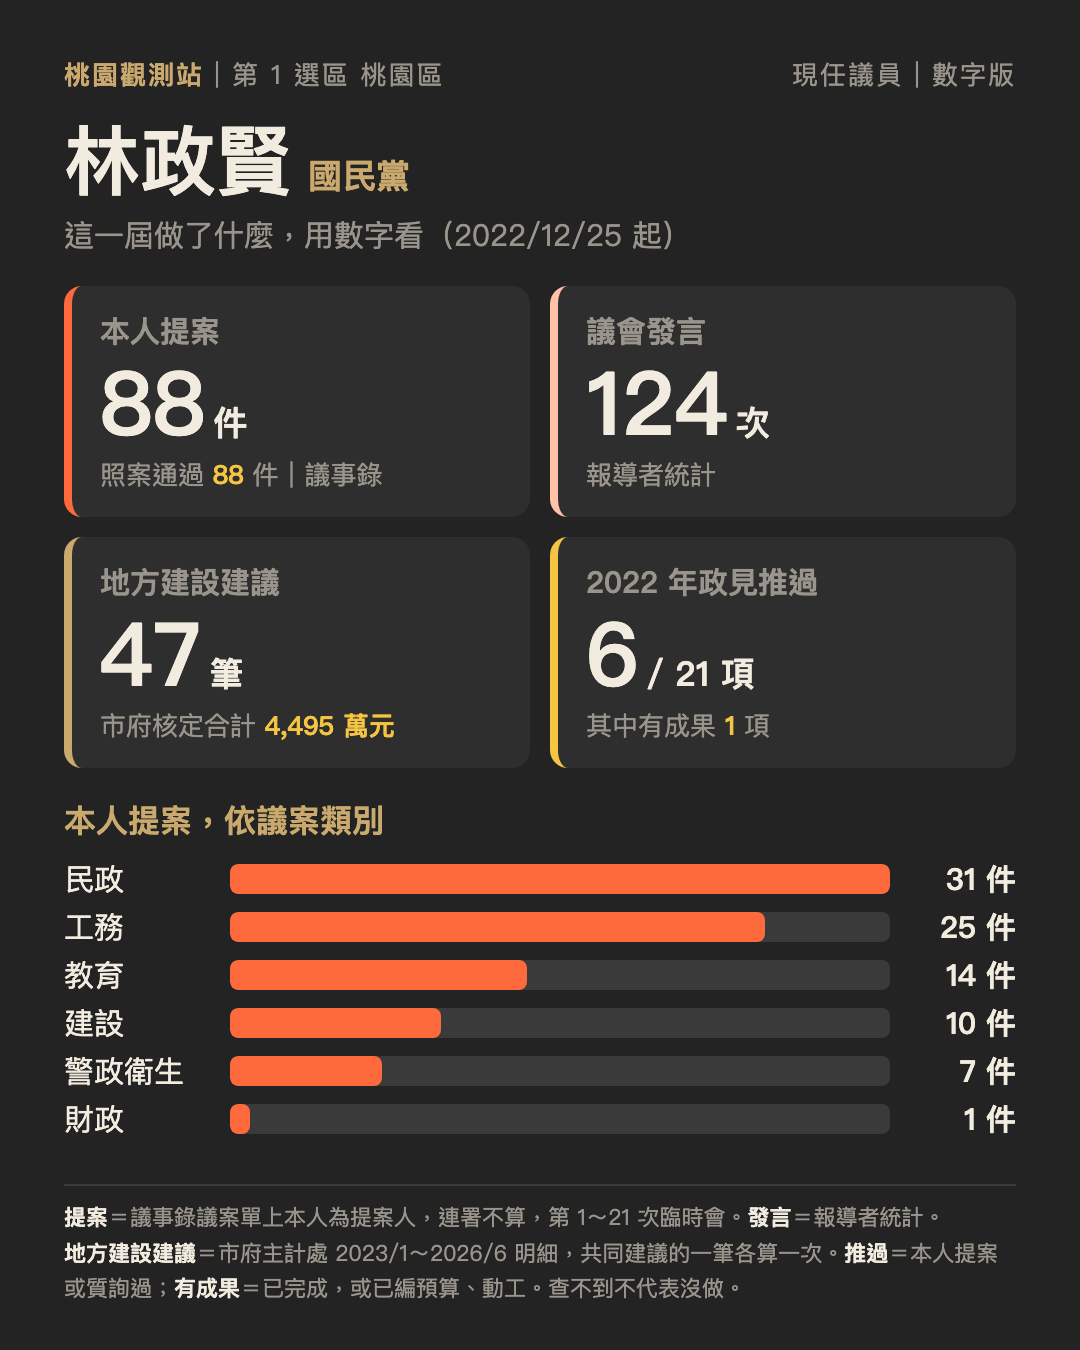 桃園觀測站｜第 1 選區 桃園區
現任議員｜數字版
林政賢 國民黨
這一屆做了什麼，用數字看（2022/12/25 起）
本人提案
88 件
照案通過 88 件｜議事錄
議會發言
124 次
報導者統計
地方建設建議
47 筆
市府核定合計 4,495 萬元
2022 年政見推過
6 / 21 項
其中有成果 1 項
本人提案，依議案類別
民政 31 件
工務 25 件
教育 14 件
建設 10 件
警政衛生 7 件
財政 1 件
提案＝議事錄議案單上本人為提案人，連署不算，第 1～21 次臨時會。發言＝報導者統計。
地方建設建議＝市府主計處 2023/1～2026/6 明細，共同建議的一筆各算一次。推過＝本人提案
或質詢過；有成果＝已完成，或已編預算、動工。查不到不代表沒做。